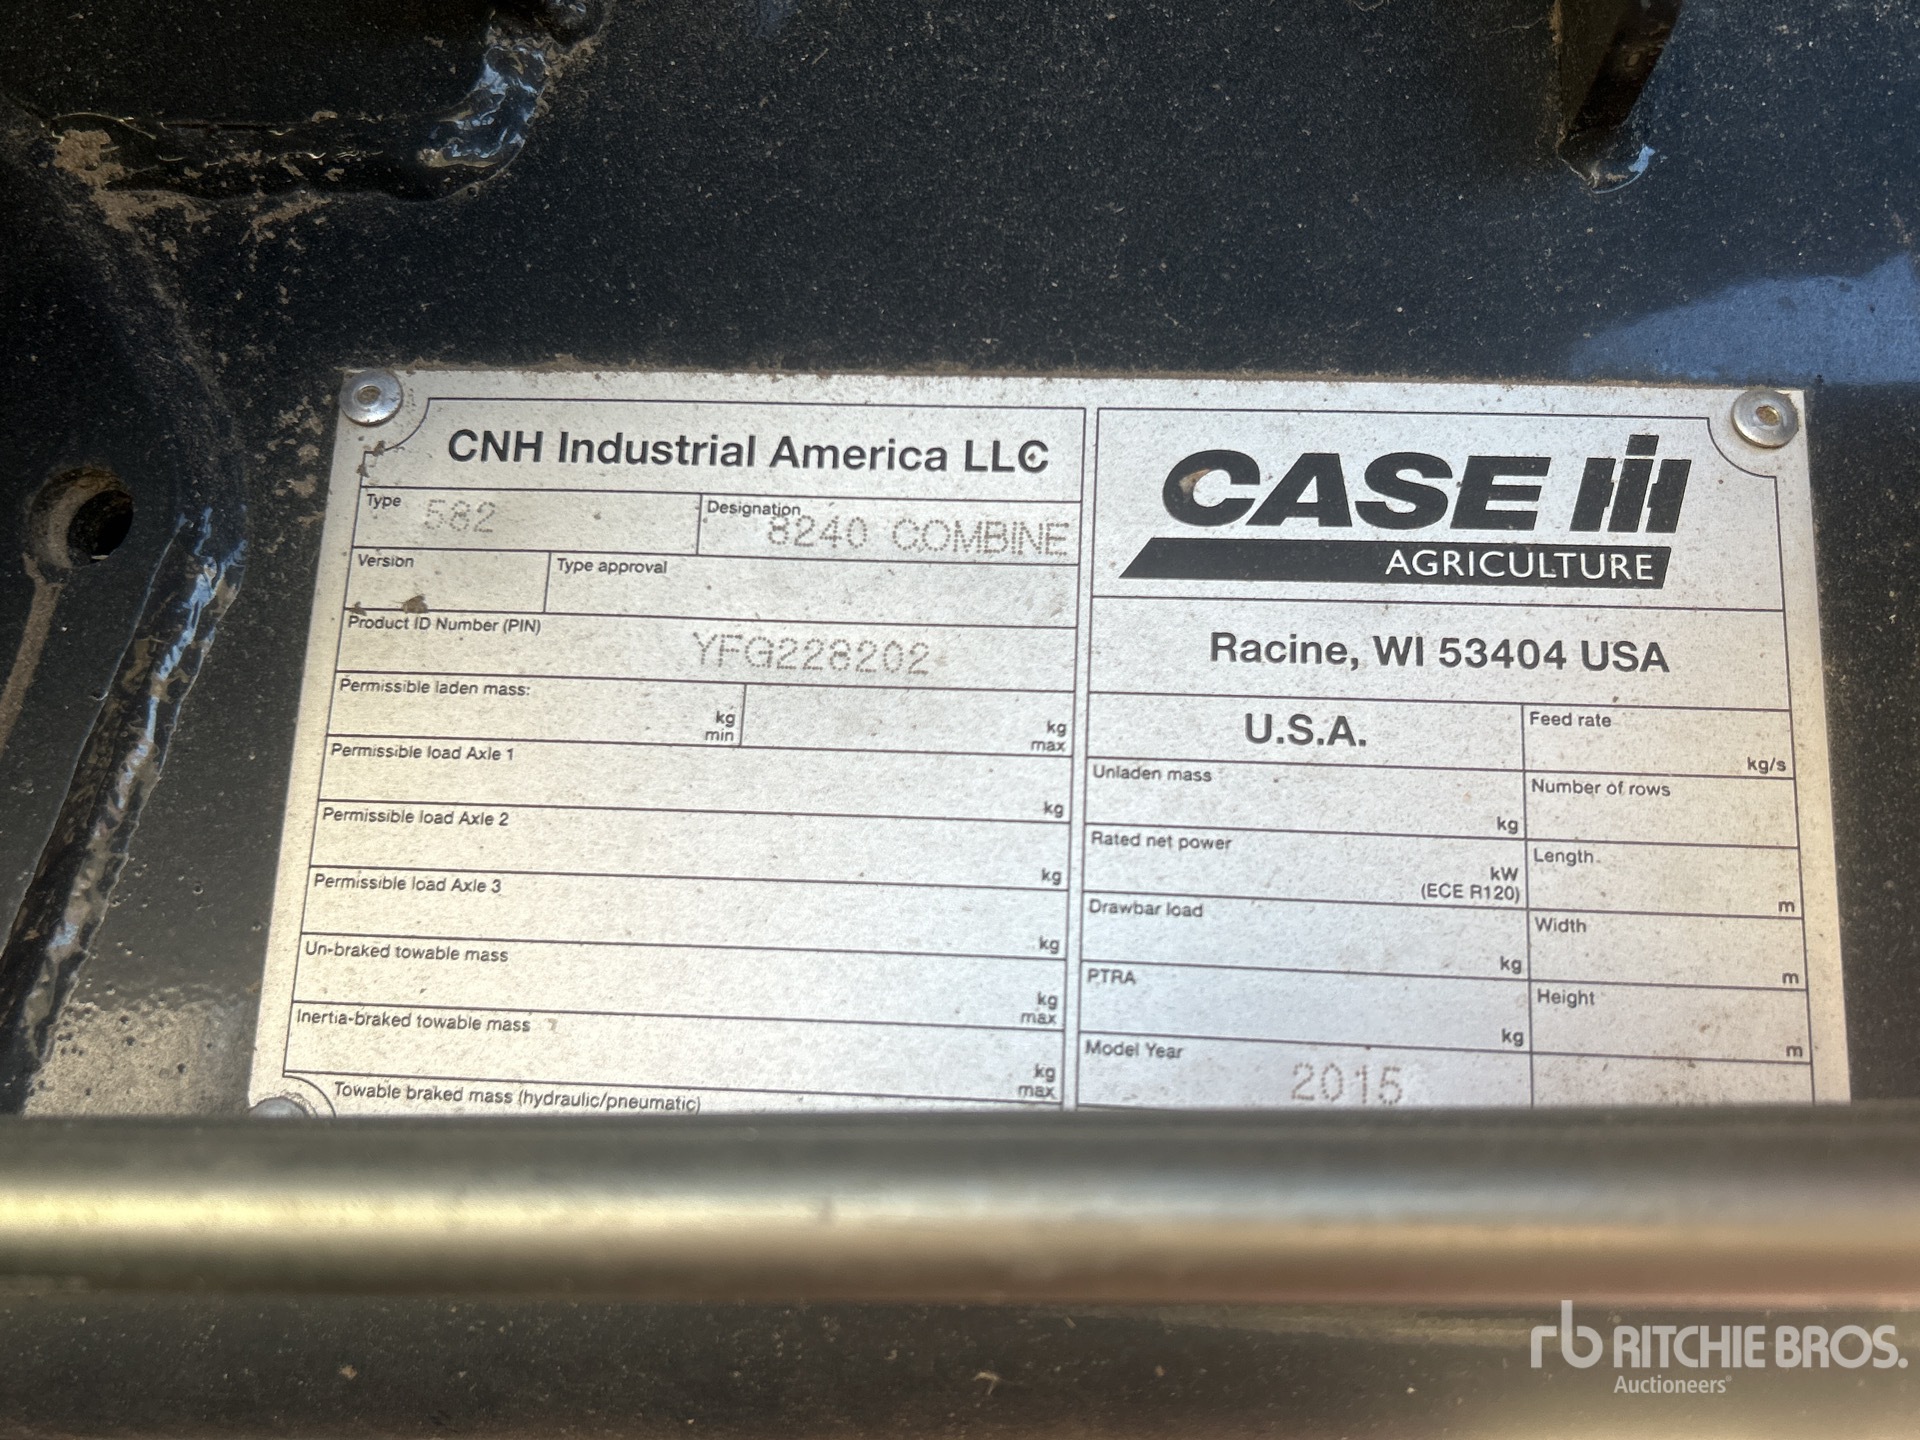 CNH Industrial America LLC
Type 582
Designation 8240 COMBINE
Version
Type approval
Product ID Number (PIN) YFG228202
Permissible laden mass: kg min
kg max
Permissible load Axle 1 kg
Permissible load Axle 2 kg
Permissible load Axle 3 kg
Un-braked towable mass kg max
Inertia-braked towable mass kg max
Towable braked mass (hydraulic/pneumatic)
CASE IH
AGRICULTURE
Racine, WI 53404 USA
U.S.A.
Feed rate kg/s
Unladen mass kg
Number of rows
Rated net power kW (ECE R120)
Length m
Drawbar load kg
Width m
PTRA kg
Height m
Model Year 2015
rb RITCHIE BROS.
Auctioneers